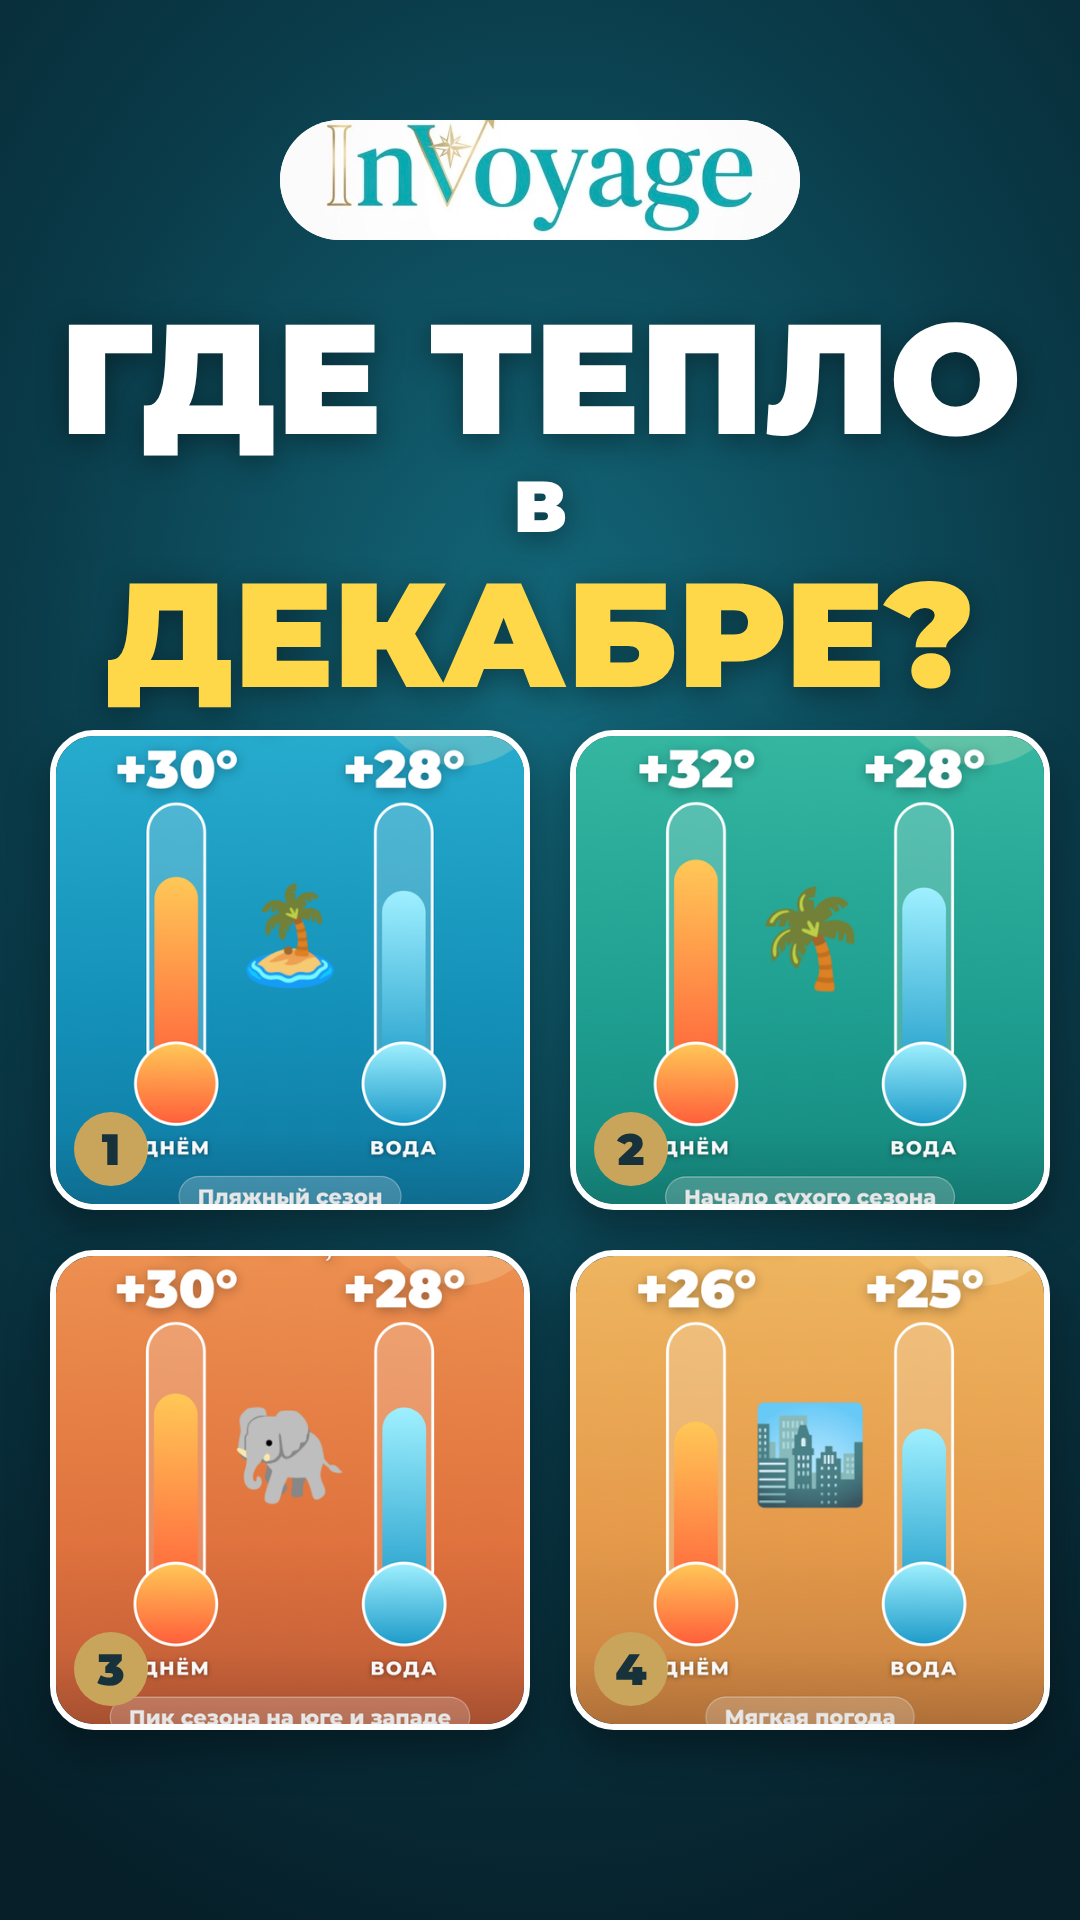 InVoyage
ГДЕ ТЕПЛО
В
ДЕКАБРЕ?
+30° +28°
1 ДНЁМ ВОДА
Пляжный сезон
+32° +28°
2 ДНЁМ ВОДА
Начало сухого сезона
+30° +28°
3 ДНЁМ ВОДА
Пик сезона на юге и западе
+26° +25°
4 ДНЁМ ВОДА
Мягкая погода